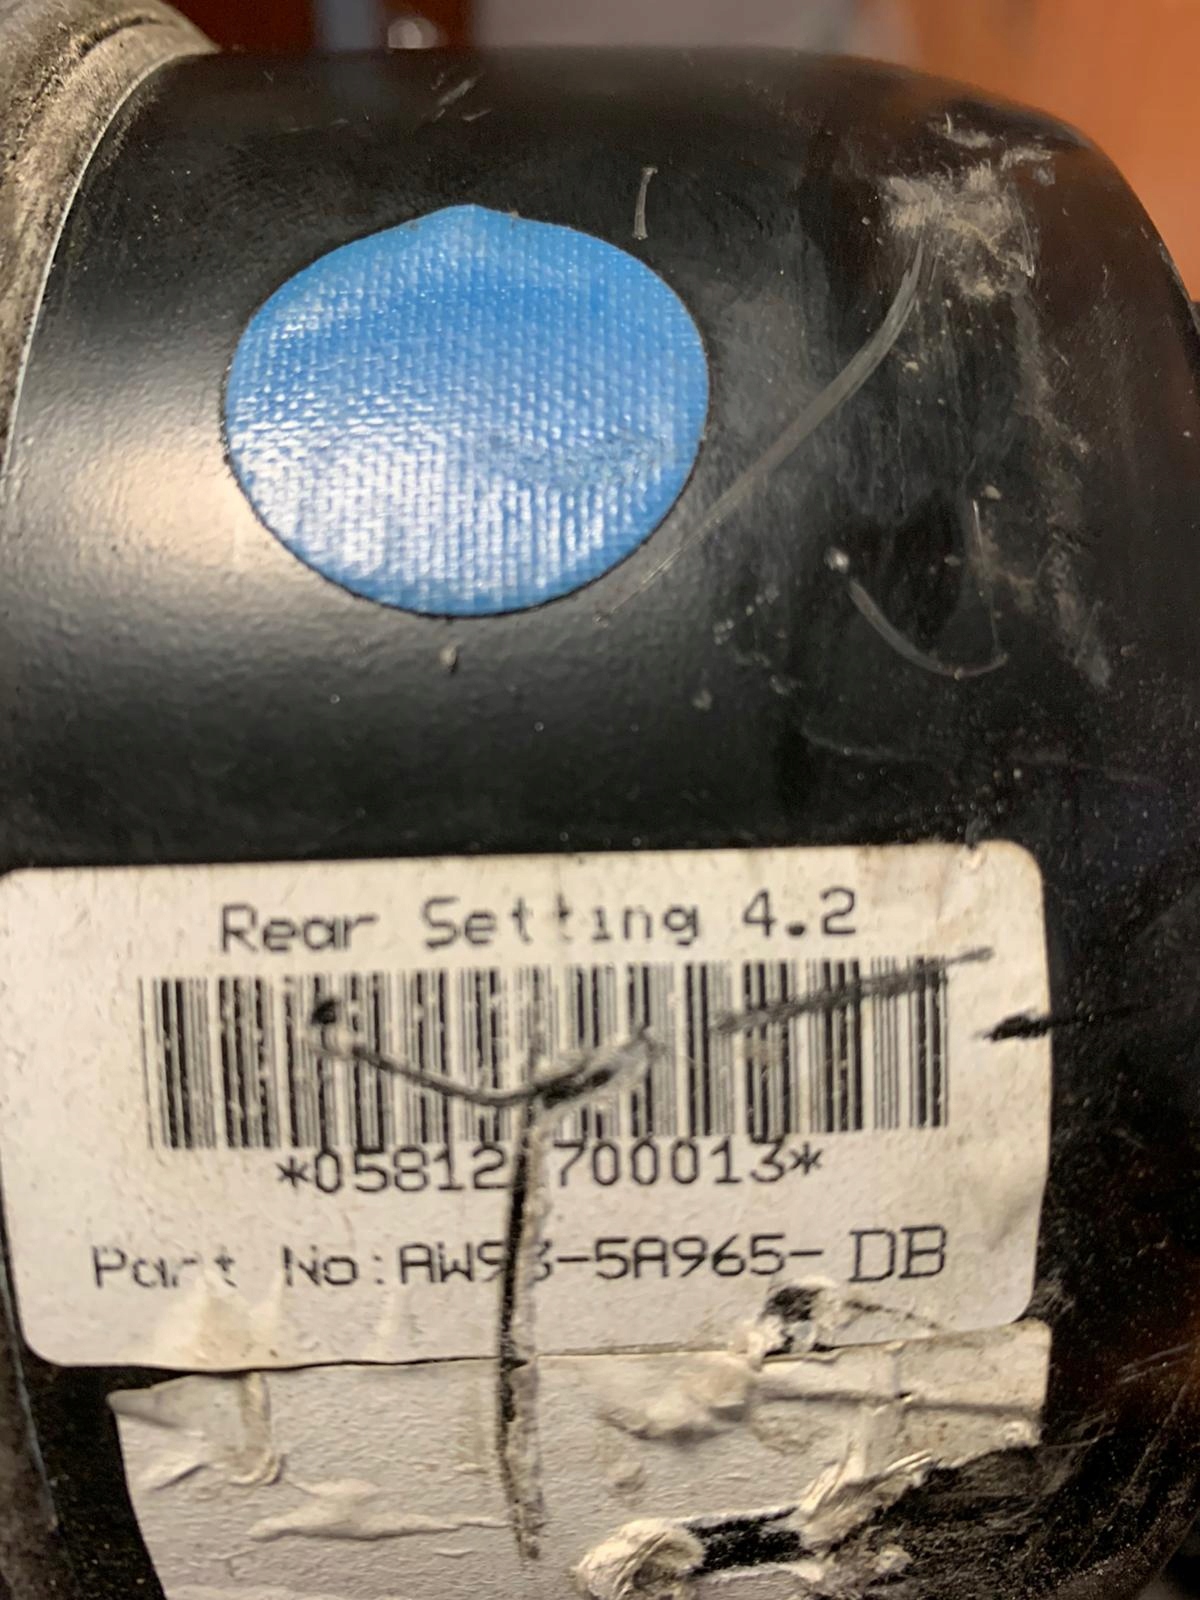 Rear Setting 4.2
*05812 700013*
Part No:AW93-5A965- DB